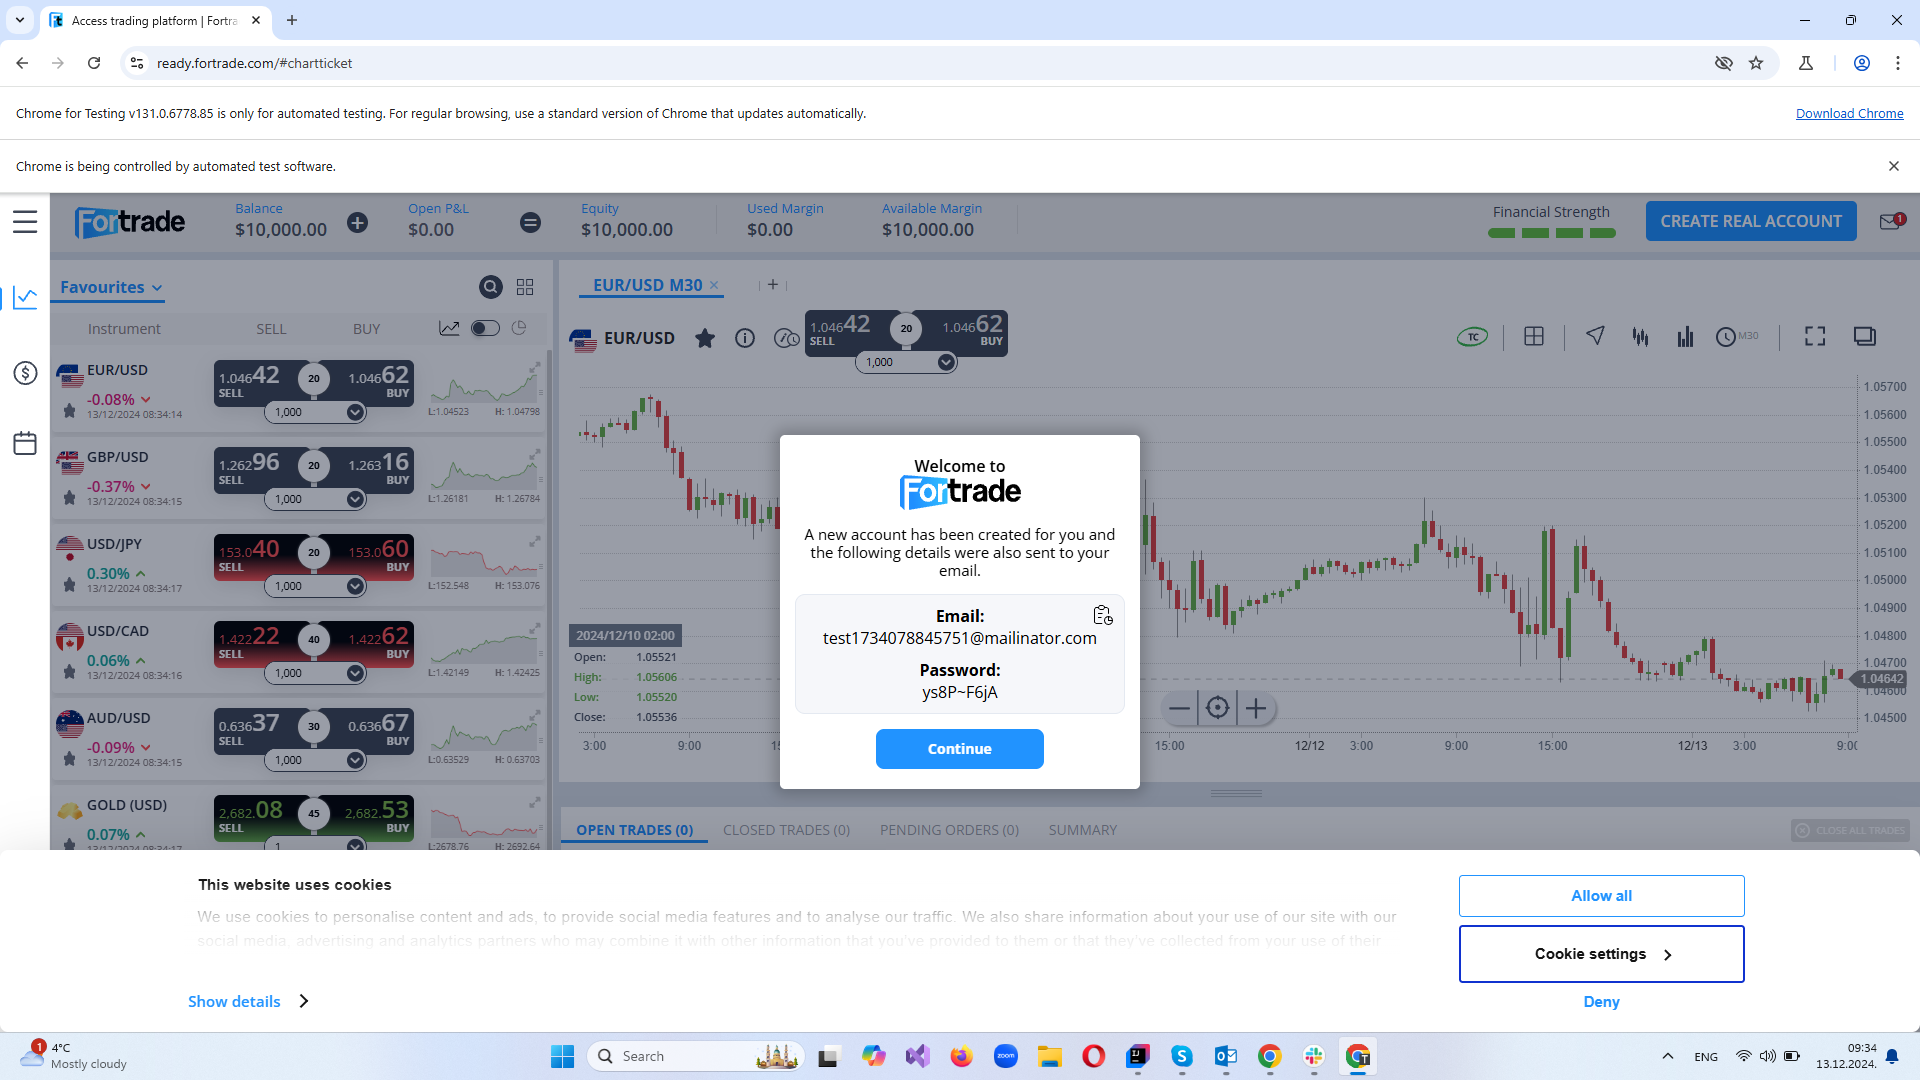 Access trading platform | Fortra
ready.fortrade.com/#chartticket
Chrome for Testing v131.0.6778.85 is only for automated testing. For regular browsing, use a standard version of Chrome that updates automatically.
Download Chrome
Chrome is being controlled by automated test software.
Fortrade
Balance
$10,000.00
Open P&L
$0.00
Equity
$10,000.00
Used Margin
$0.00
Available Margin
$10,000.00
Financial Strength
CREATE REAL ACCOUNT
1
Favourites
Instrument SELL BUY
EUR/USD
-0.08%
13/12/2024 08:34:14
1.04642 SELL
20
1.04662 BUY
1,000
L:1.04523 H: 1.04798
GBP/USD
-0.37%
13/12/2024 08:34:15
1.26296 SELL
20
1.26316 BUY
1,000
L:1.26181 H: 1.26784
USD/JPY
0.30%
13/12/2024 08:34:17
153.040 SELL
20
153.060 BUY
1,000
L:152.548 H: 153.076
USD/CAD
0.06%
13/12/2024 08:34:16
1.42222 SELL
40
1.42262 BUY
1,000
L:1.42149 H: 1.42425
AUD/USD
-0.09%
13/12/2024 08:34:15
0.63637 SELL
30
0.63667 BUY
1,000
L:0.63529 H: 0.63703
GOLD (USD)
0.07%
13/12/2024 08:34:17
2,682.08 SELL
45
2,682.53 BUY
1
L:2678.76 H: 2692.64
EUR/USD M30
EUR/USD
1.04642 SELL
20
1.04662 BUY
1,000
TC
M30
1.05700
1.05600
1.05500
1.05400
1.05300
1.05200
1.05100
1.05000
1.04900
1.04800
1.04700
1.04642
1.04600
1.04500
2024/12/10 02:00
Open: 1.05521
High: 1.05606
Low: 1.05520
Close: 1.05536
3:00 9:00 15:00 12/12 3:00 9:00 15:00 12/13 3:00 9:00
Welcome to
Fortrade
A new account has been created for you and
the following details were also sent to your
email.
Email:
test1734078845751@mailinator.com
Password:
ys8P~F6jA
Continue
OPEN TRADES (0) CLOSED TRADES (0) PENDING ORDERS (0) SUMMARY
CLOSE ALL TRADES
This website uses cookies
We use cookies to personalise content and ads, to provide social media features and to analyse our traffic. We also share information about your use of our site with our
social media, advertising and analytics partners who may combine it with other information that you've provided to them or that they've collected from your use of their
Show details
Allow all
Cookie settings
Deny
1
4°C
Mostly cloudy
Search
zoom
ENG
09:34
13.12.2024.